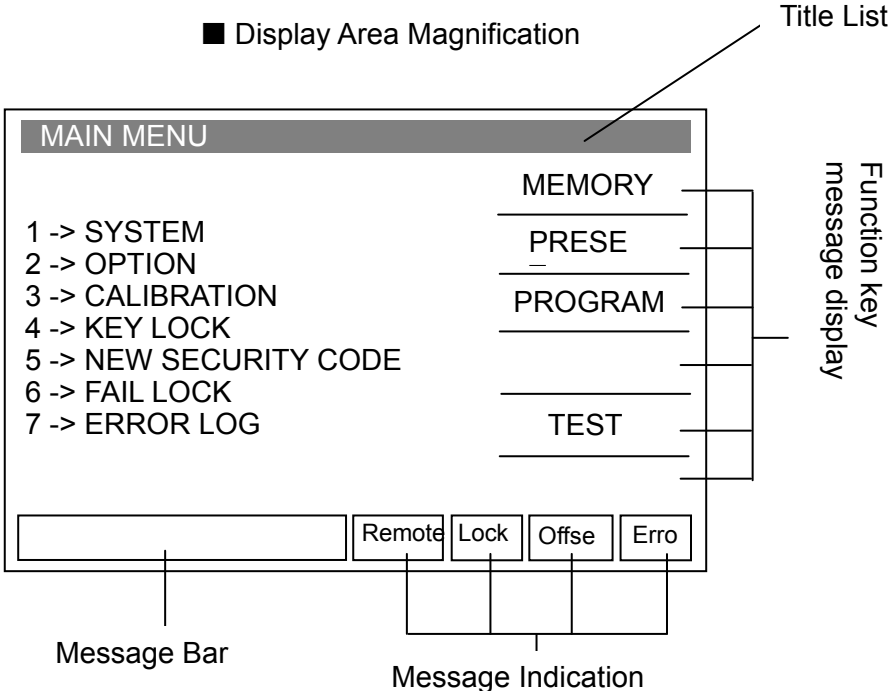 Title List
■ Display Area Magnification
MAIN MENU
MEMORY
1 -> SYSTEM
PRESE
2 -> OPTION
3 -> CALIBRATION
PROGRAM
4 -> KEY LOCK
5 -> NEW SECURITY CODE
6 -> FAIL LOCK
7 -> ERROR LOG
TEST
Function key
message display
Remote
Lock
Offse
Erro
Message Bar
Message Indication